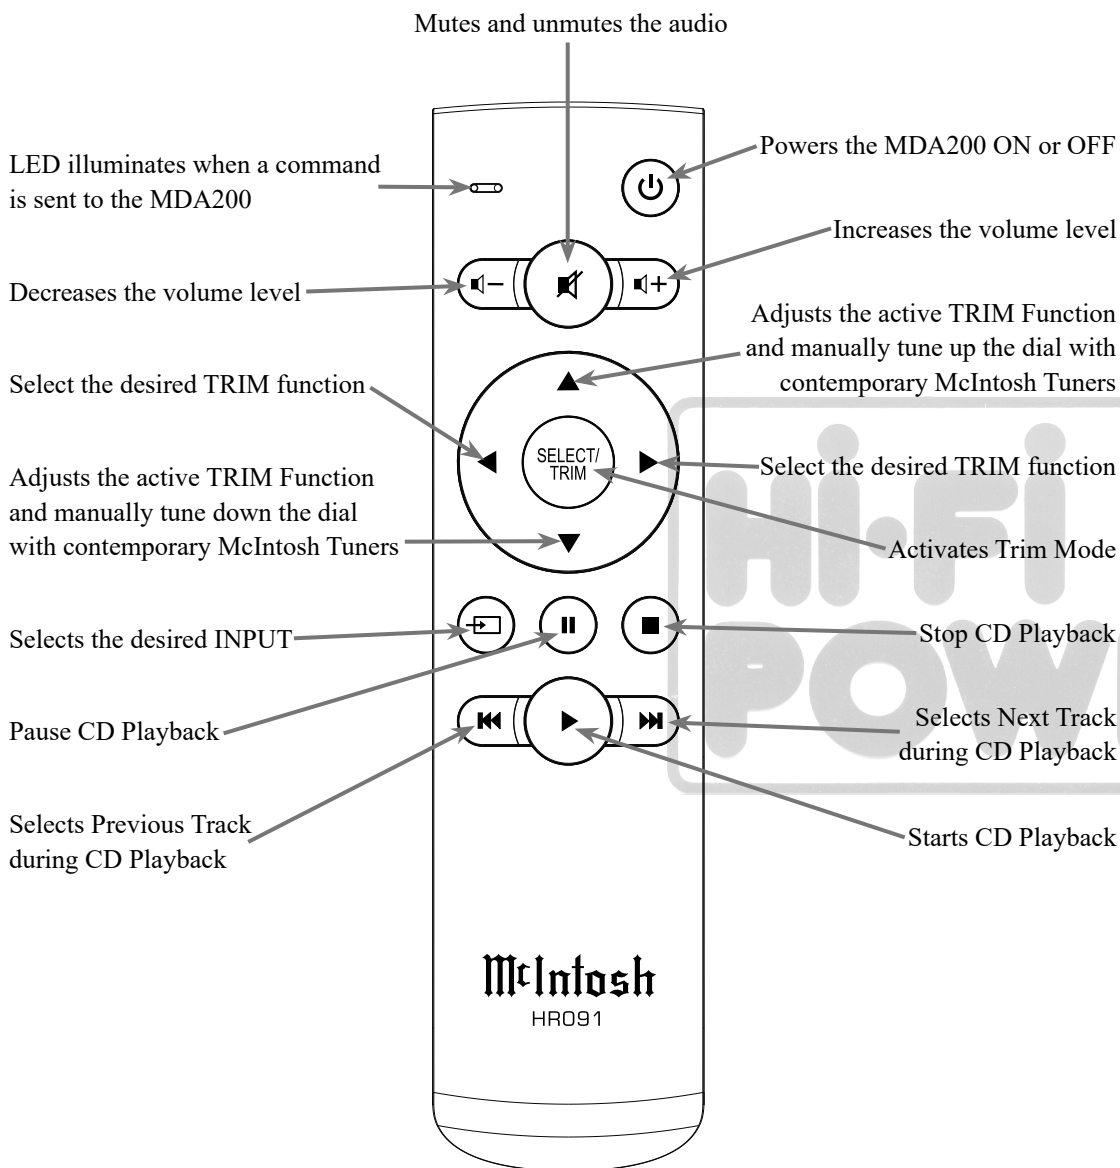 Mutes and unmutes the audio
LED illuminates when a command
is sent to the MDA200
Powers the MDA200 ON or OFF
Increases the volume level
Decreases the volume level
Adjusts the active TRIM Function
and manually tune up the dial with
contemporary McIntosh Tuners
Select the desired TRIM function
SELECT/
TRIM
Select the desired TRIM function
Adjusts the active TRIM Function
and manually tune down the dial
with contemporary McIntosh Tuners
Activates Trim Mode
Selects the desired INPUT
Stop CD Playback
Pause CD Playback
Selects Next Track
during CD Playback
Selects Previous Track
during CD Playback
Starts CD Playback
McIntosh
HR091
Hi-Fi
POW